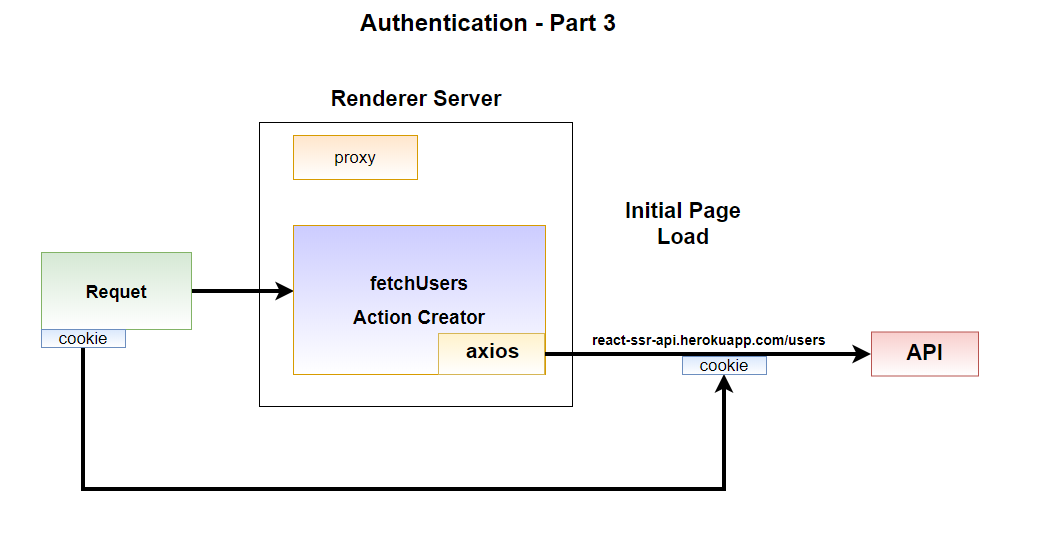 Authentication - Part 3
Renderer Server
proxy
Initial Page
Load
Requet
cookie
fetchUsers
Action Creator
axios
react-ssr-api.herokuapp.com/users
cookie
API